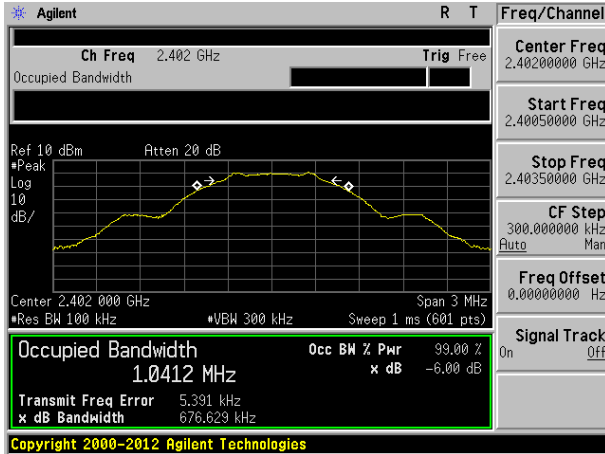 Agilent R T
Ch Freq 2.402 GHz Trig Free
Occupied Bandwidth
Ref 10 dBm Atten 20 dB
#Peak
Log
10
dB/
Center 2.402 000 GHz Span 3 MHz
#Res BW 100 kHz #VBW 300 kHz Sweep 1 ms (601 pts)
Occupied Bandwidth Occ BW % Pwr 99.00 %
1.0412 MHz x dB -6.00 dB
Transmit Freq Error 5.391 kHz
x dB Bandwidth 676.629 kHz
Copyright 2000-2012 Agilent Technologies
Freq/Channel
Center Freq
2.40200000 GHz
Start Freq
2.40050000 GHz
Stop Freq
2.40350000 GHz
CF Step
300.000000 kHz
Auto Man
Freq Offset
0.00000000 Hz
Signal Track
On Off